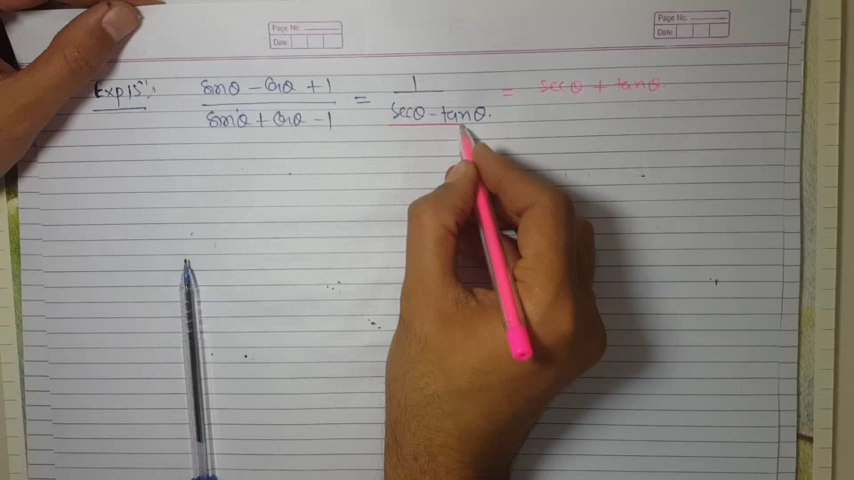 Page No.
Date:
Page No.
Date:
Exp 15:
sinθ - cosθ + 1 / sinθ + cosθ - 1 = 1 / secθ - tanθ. = secθ + tanθ.